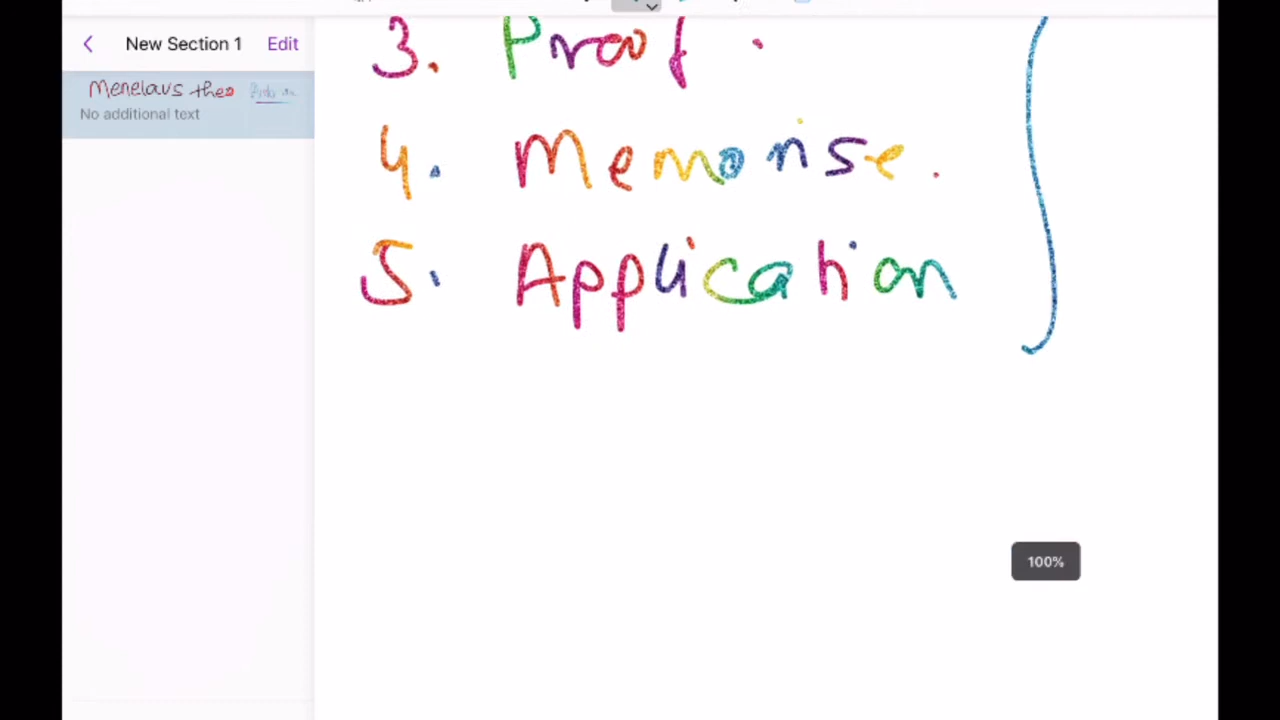 New Section 1 Edit
Menelaus theo
No additional text
3. Proof.
4. Memorise.
5. Application
100%